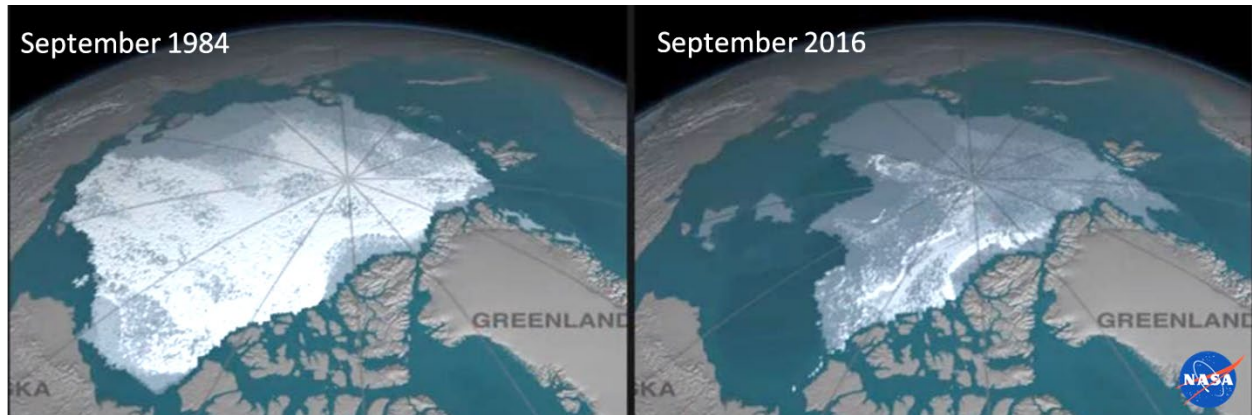 September 1984
September 2016
GREENLAND
GREENLAND
SKA
SKA
NASA